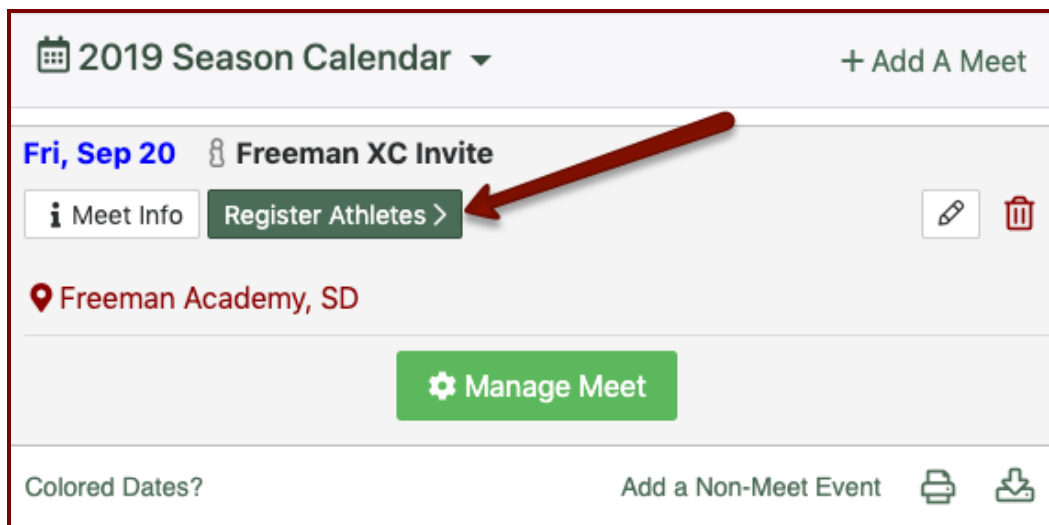 2019 Season Calendar
+ Add A Meet
Fri, Sep 20 Freeman XC Invite
Meet Info
Register Athletes >
Freeman Academy, SD
Manage Meet
Colored Dates?
Add a Non-Meet Event